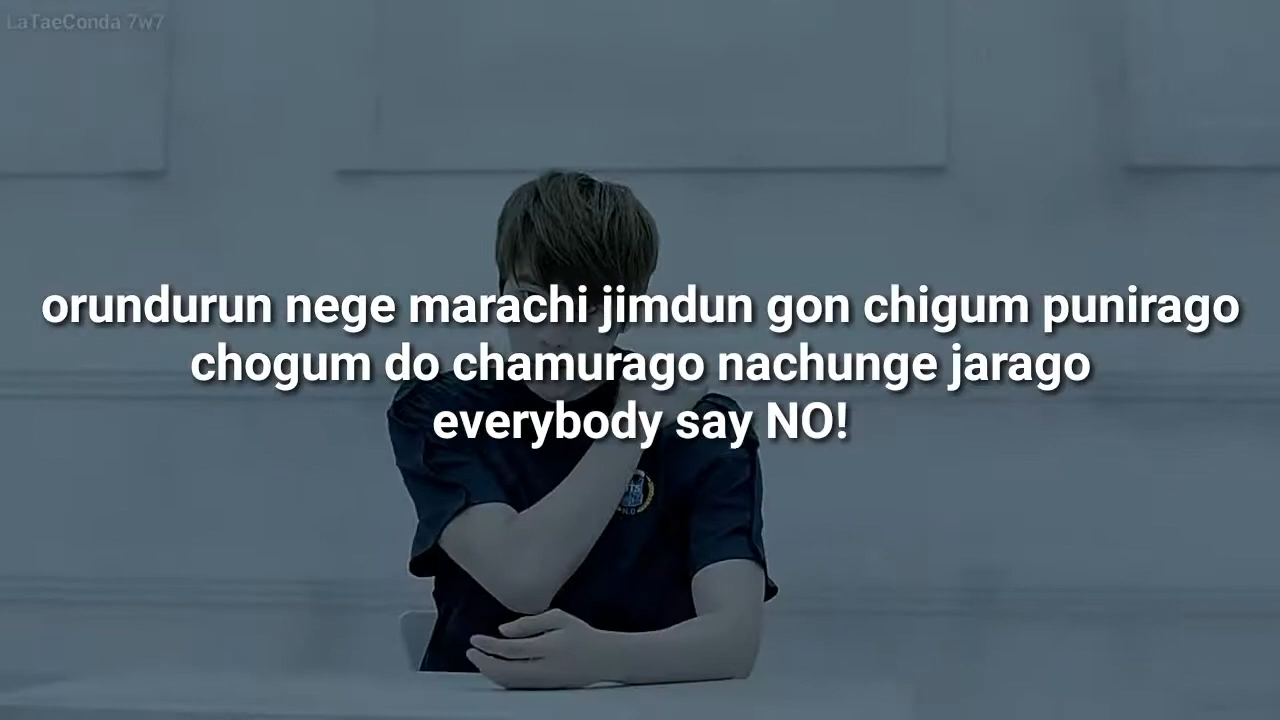 LaTaeConda 7w7
orundurun nege marachi jimdun gon chigum punirago
chogum do chamurago nachunge jarago
everybody say NO!
N.O